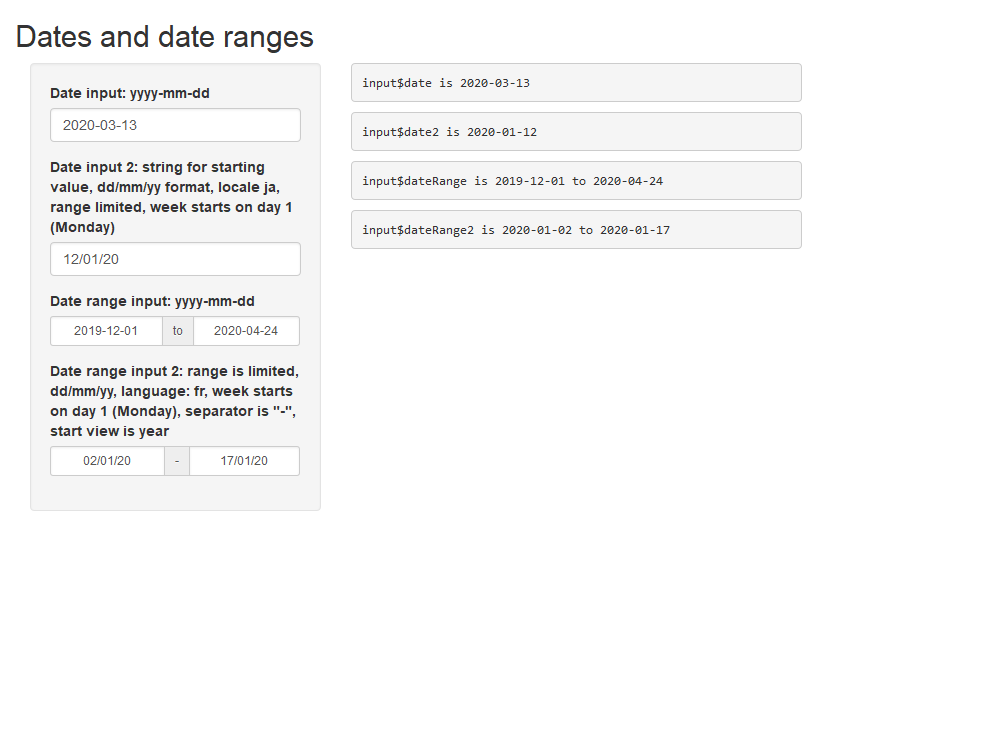 Dates and date ranges
Date input: yyyy-mm-dd
2020-03-13
Date input 2: string for starting
value, dd/mm/yy format, locale ja,
range limited, week starts on day 1
(Monday)
12/01/20
Date range input: yyyy-mm-dd
2019-12-01 to 2020-04-24
Date range input 2: range is limited,
dd/mm/yy, language: fr, week starts
on day 1 (Monday), separator is "-",
start view is year
02/01/20 - 17/01/20
input$date is 2020-03-13
input$date2 is 2020-01-12
input$dateRange is 2019-12-01 to 2020-04-24
input$dateRange2 is 2020-01-02 to 2020-01-17